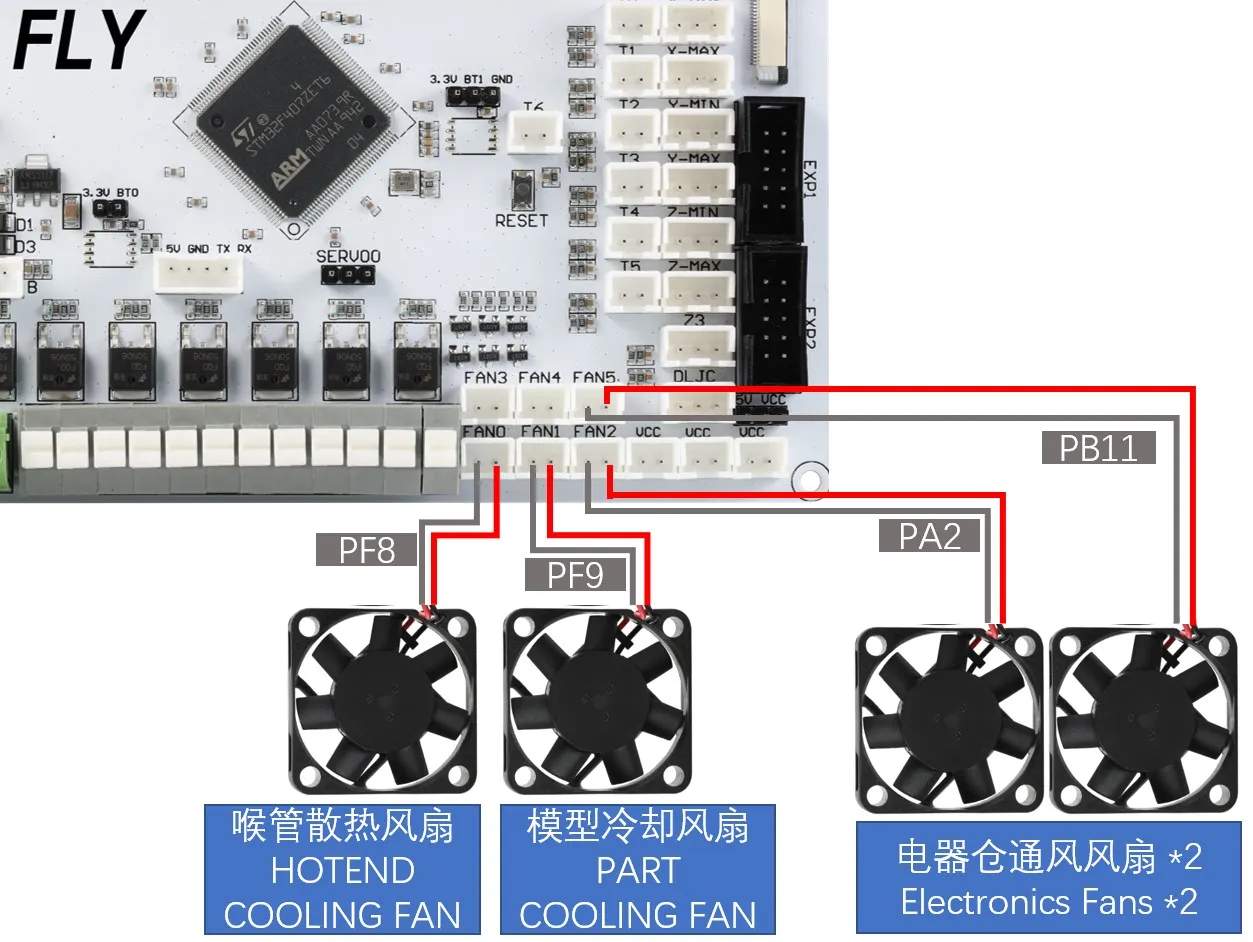 FLY
STM32F407ZET6
ARM
3.3V BT1 GND
T6
RESET
3.3V BT0
D1
D3
B
5V GND TX RX
SERVO0
T1 X-MAX
T2 Y-MIN
T3 Y-MAX
T4 Z-MIN
T5 Z-MAX
Z3
DLJC
EXP1
EXP2
5V VCC
FAN3 FAN4 FAN5
FAN0 FAN1 FAN2 VCC VCC VCC
PB11
PA2
PF8
PF9
喉管散热风扇
HOTEND
COOLING FAN
模型冷却风扇
PART
COOLING FAN
电器仓通风风扇 *2
Electronics Fans *2